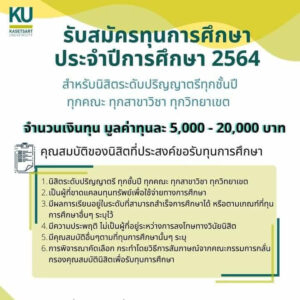 KU
KASETSART
UNIVERSITY
รับสมัครทุนการศึกษา
ประจำปีการศึกษา 2564
สำหรับนิสิตระดับปริญญาตรีทุกชั้นปี
ทุกคณะ ทุกสาขาวิชา ทุกวิทยาเขต
จำนวนเงินทุน มูลค่าทุนละ 5,000 - 20,000 บาท
คุณสมบัติของนิสิตที่ประสงค์ขอรับทุนการศึกษา
1. นิสิตระดับปริญญาตรี ทุกชั้นปี ทุกคณะ ทุกสาขาวิชา ทุกวิทยาเขต
2. เป็นผู้ที่ขาดแคลนทุนทรัพย์เพื่อใช้จ่ายทางการศึกษา
3. มีผลการเรียนอยู่ในระดับที่สามารถสำเร็จการศึกษาได้ หรือตามเกณฑ์ที่ทุน
การศึกษาอื่นๆ ระบุไว้
4. มีความประพฤติ ไม่เป็นผู้ที่อยู่ระหว่างการลงโทษทางวินัยนิสิต
5. มีคุณสมบัติอื่นๆตามที่ทุนการศึกษานั้นๆ ระบุ
6. การพิจารณาคัดเลือก กระทำโดยวิธีการสัมภาษณ์จากคณะกรรมการกลั่น
กรองคุณสมบัตินิสิตเพื่อรับทุนการศึกษา